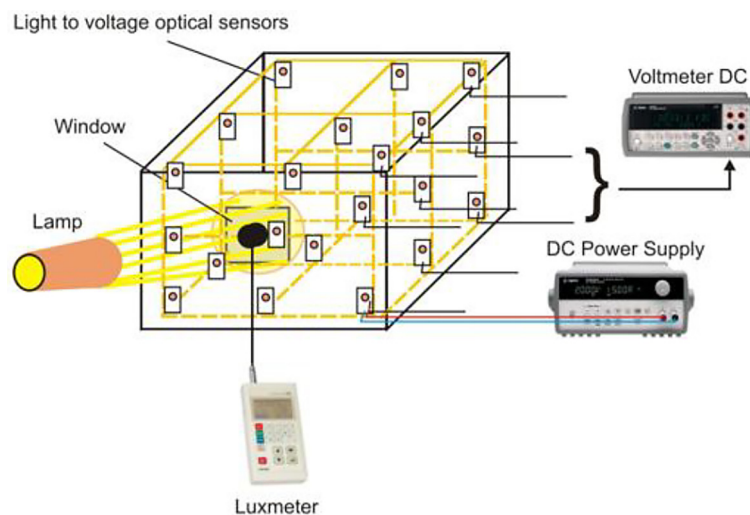 Light to voltage optical sensors
Voltmeter DC
Window
Lamp
DC Power Supply
Luxmeter